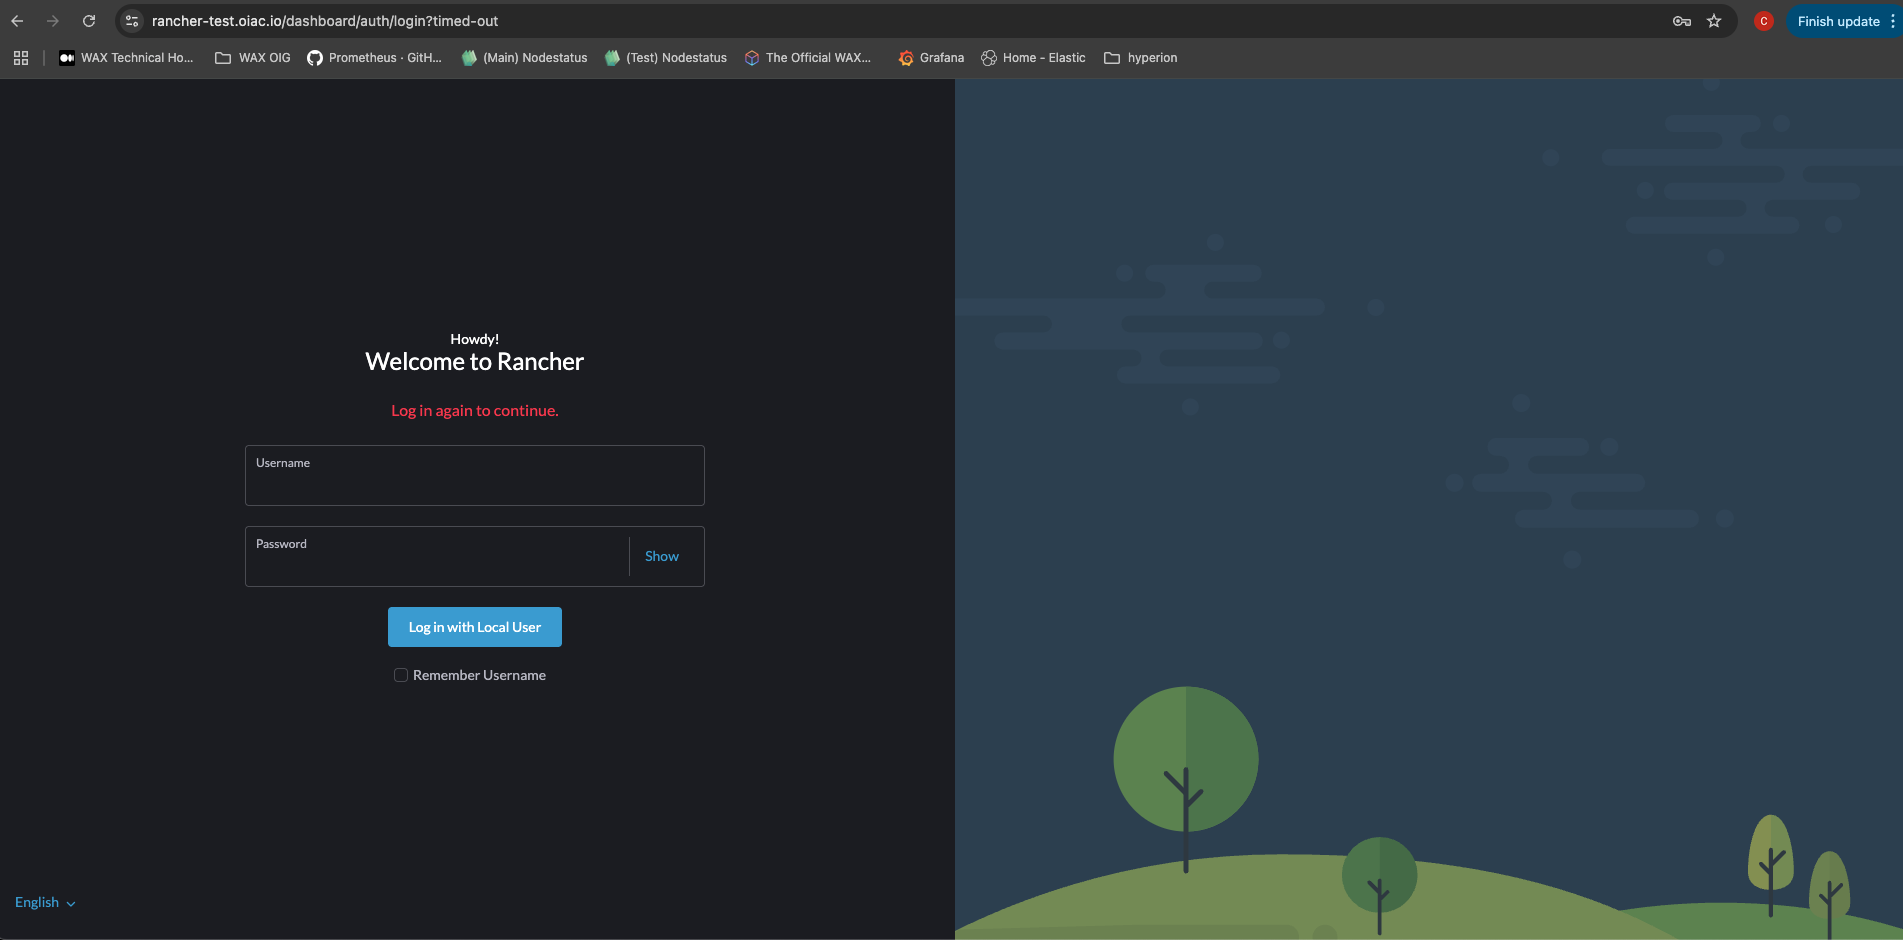 rancher-test.oiac.io/dashboard/auth/login?timed-out
C
Finish update
WAX Technical Ho...
WAX OIG
Prometheus · GitH...
(Main) Nodestatus
(Test) Nodestatus
The Official WAX...
Grafana
Home - Elastic
hyperion
Howdy!
Welcome to Rancher
Log in again to continue.
Username
Password
Show
Log in with Local User
Remember Username
English